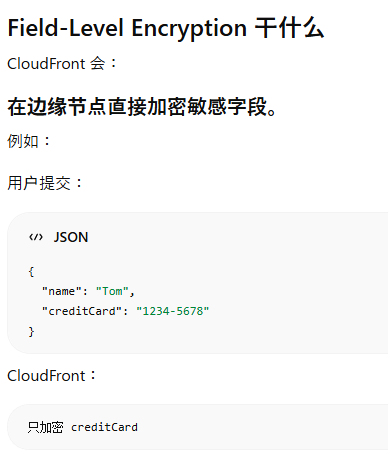 Field-Level Encryption 干什么
CloudFront 会：
在边缘节点直接加密敏感字段。
例如：
用户提交：
</> JSON
{
"name": "Tom",
"creditCard": "1234-5678"
}
CloudFront：
只加密 creditCard